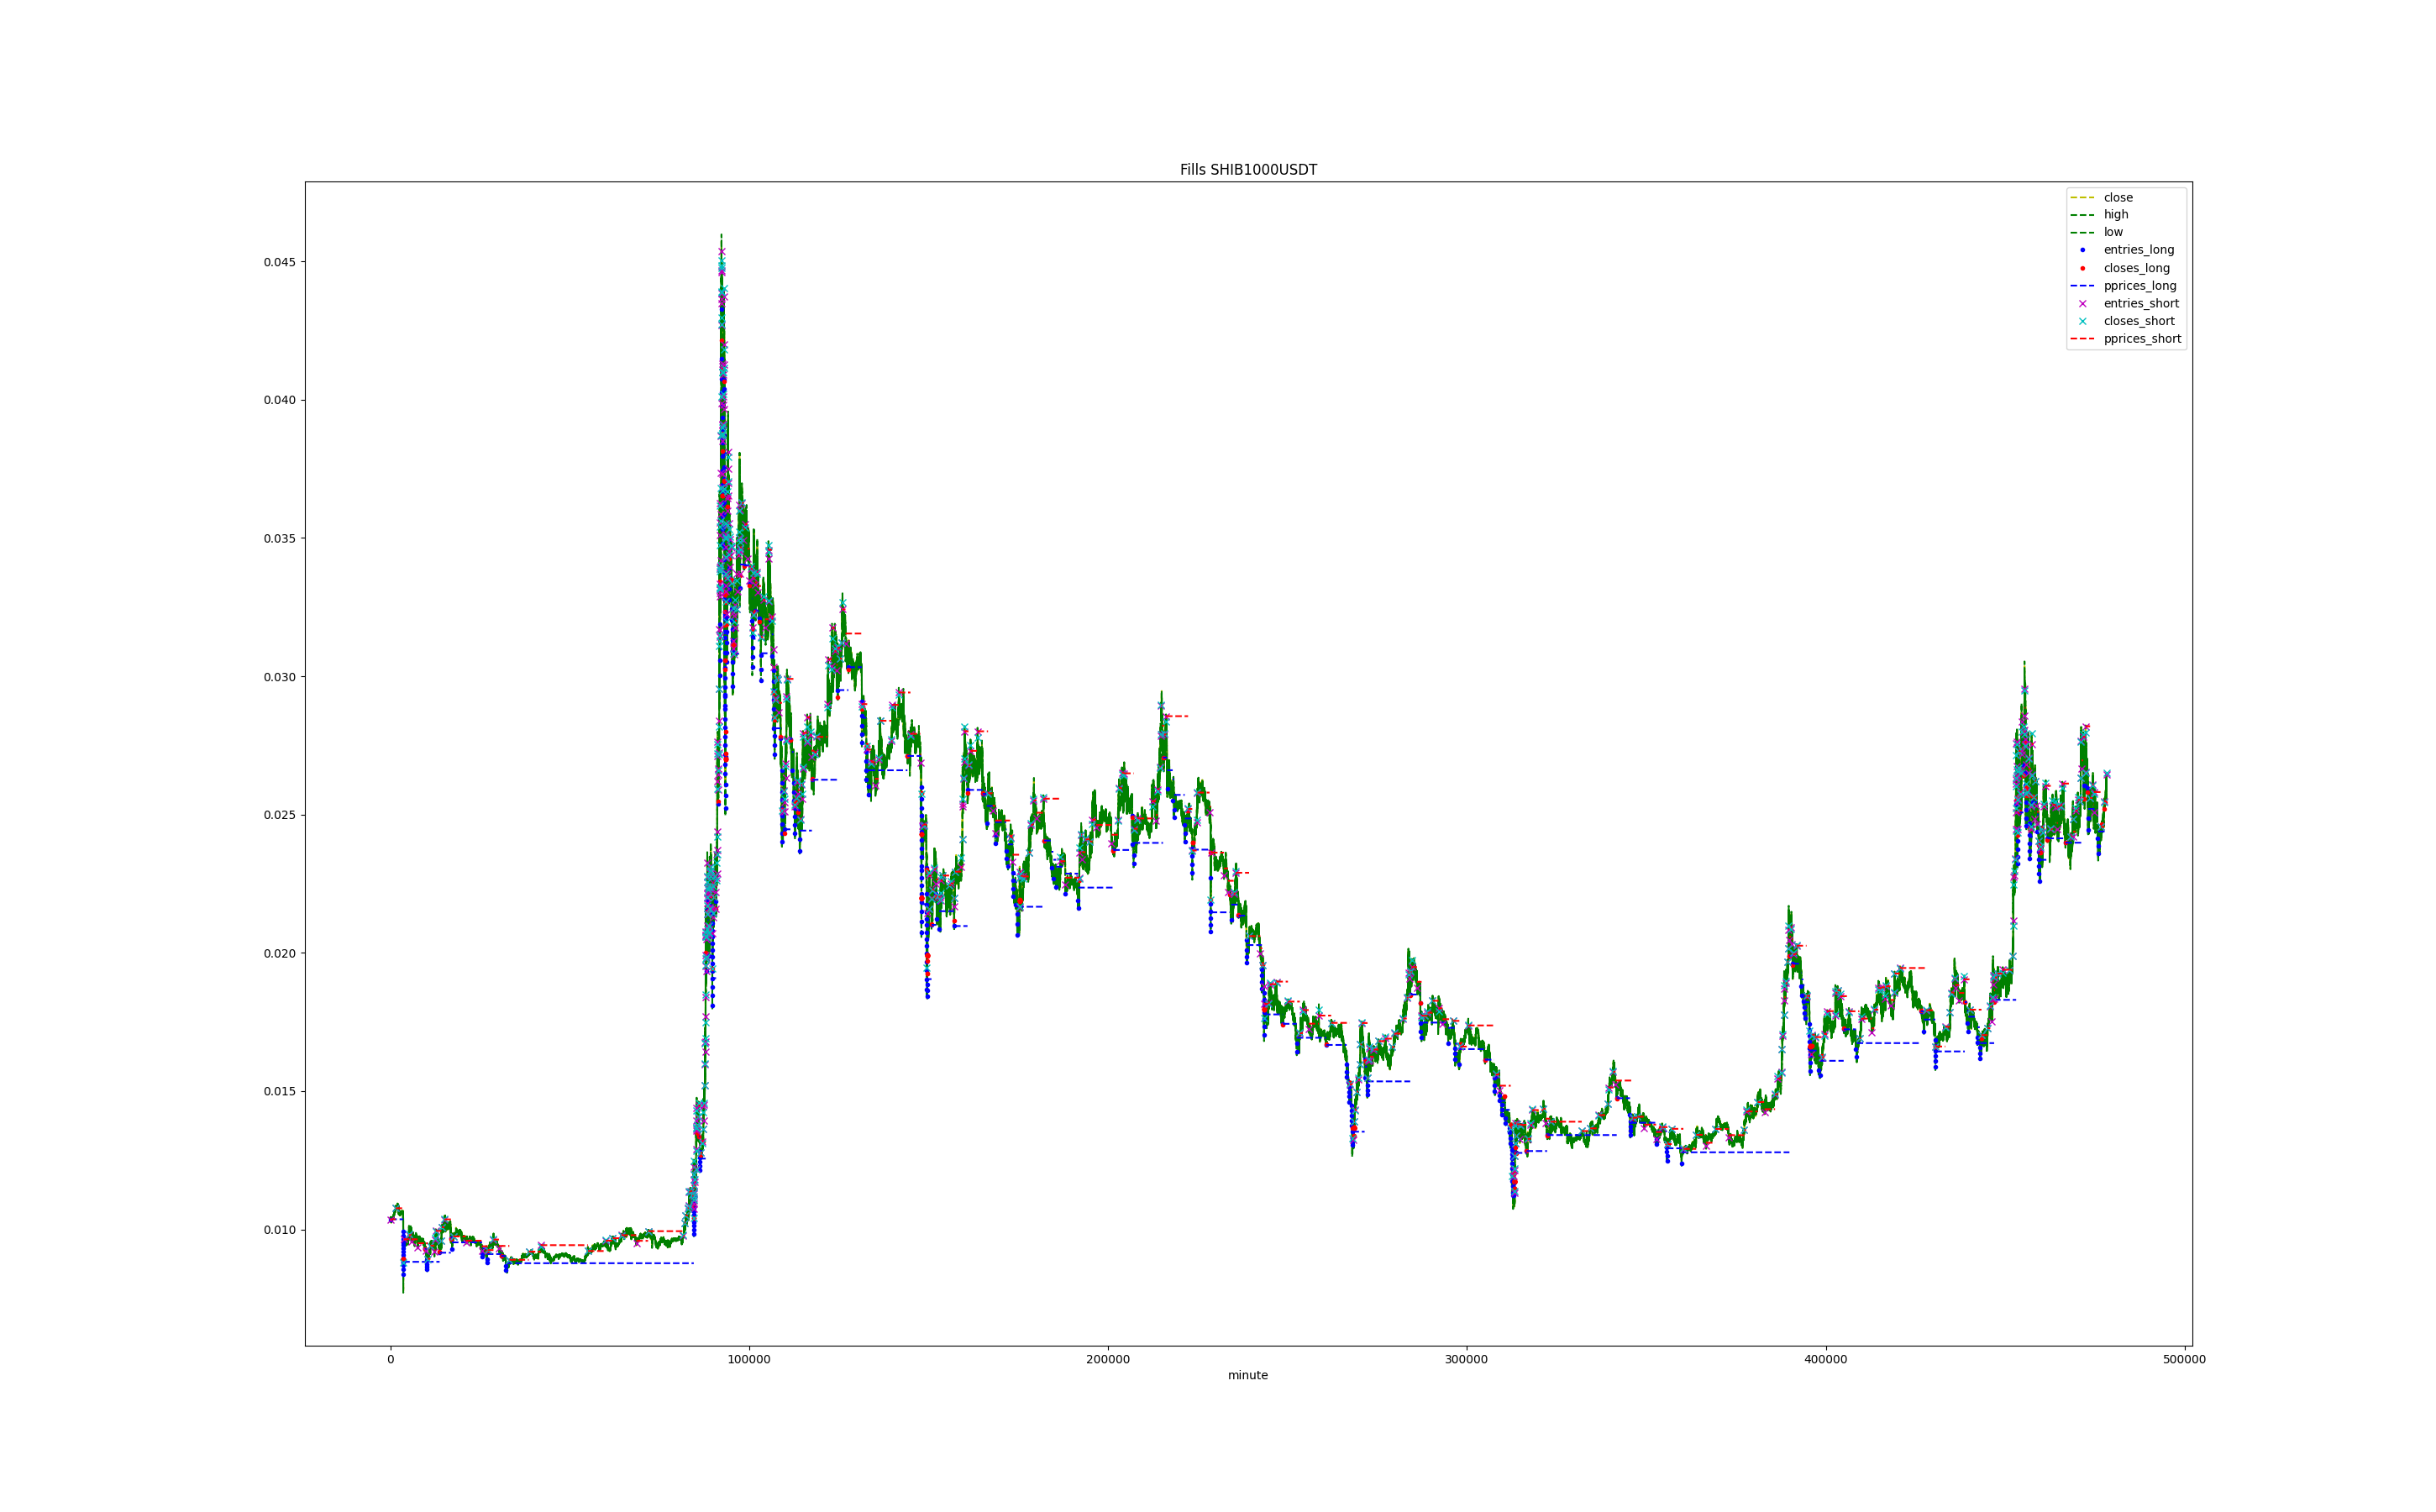 Fills SHIB1000USDT
close
high
low
entries_long
closes_long
pprices_long
entries_short
closes_short
pprices_short
0.045
0.040
0.035
0.030
0.025
0.020
0.015
0.010
0
100000
200000
300000
400000
500000
minute